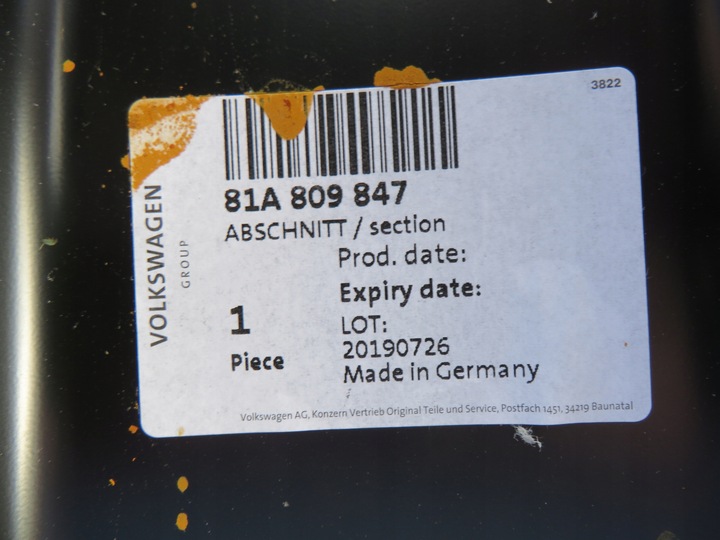 3822
81A 809 847
ABSCHNITT / section
Prod. date:
Expiry date:
1
Piece
LOT:
20190726
Made in Germany
VOLKSWAGEN
GROUP
Volkswagen AG, Konzern Vertrieb Original Teile und Service, Postfach 1451, 34219 Baunatal